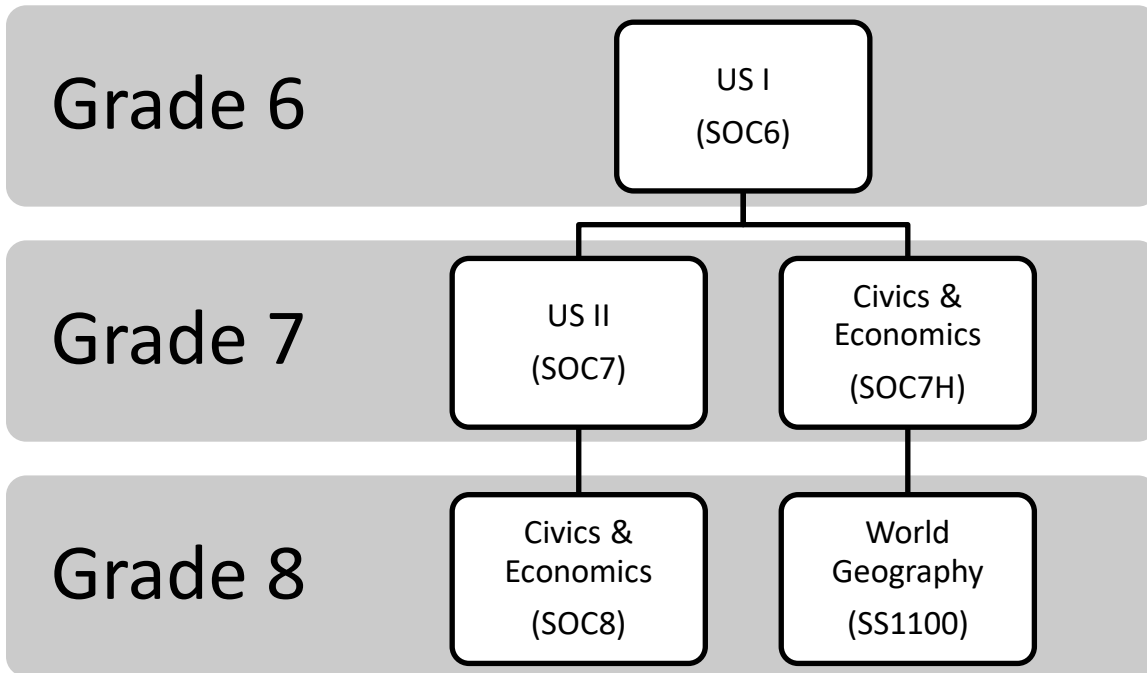 Grade 6
US I
(SOC6)
Grade 7
US II
(SOC7)
Civics &
Economics
(SOC7H)
Grade 8
Civics &
Economics
(SOC8)
World
Geography
(SS1100)